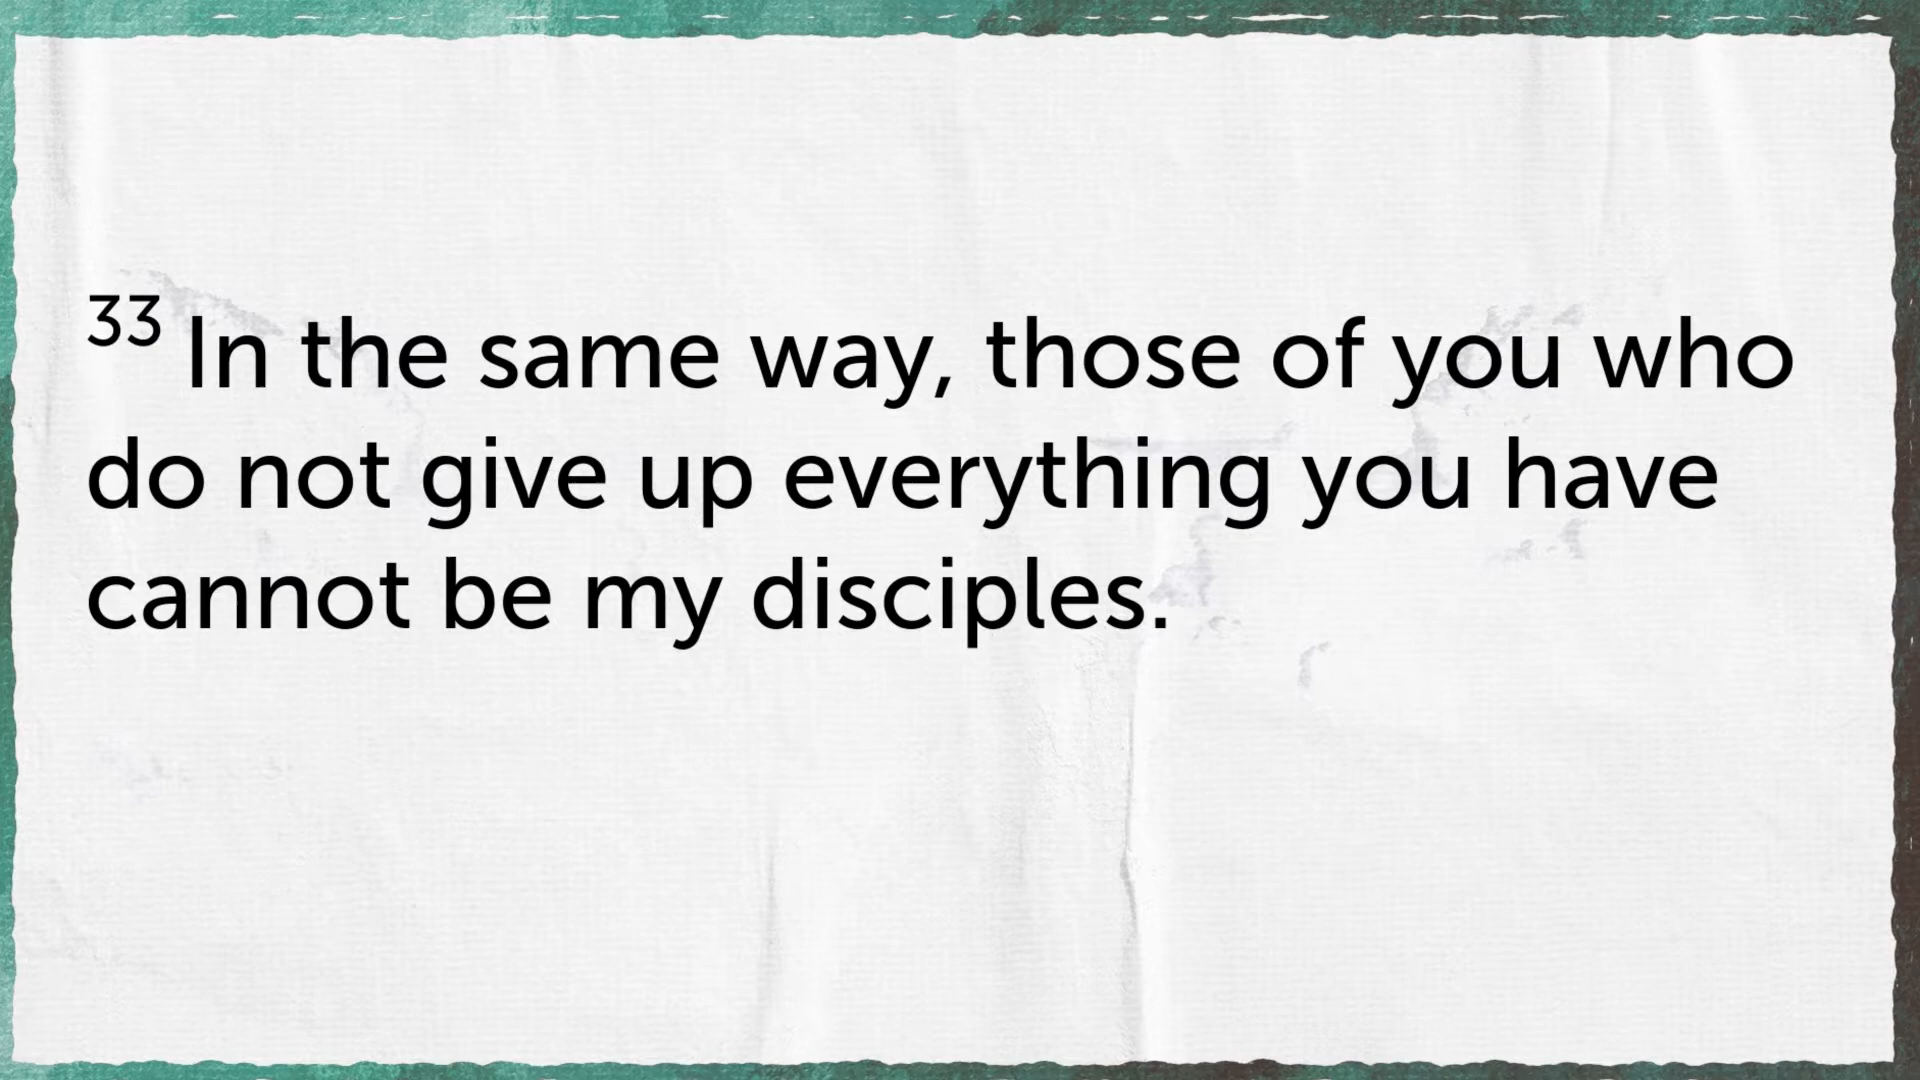 33 In the same way, those of you who
do not give up everything you have
cannot be my disciples.